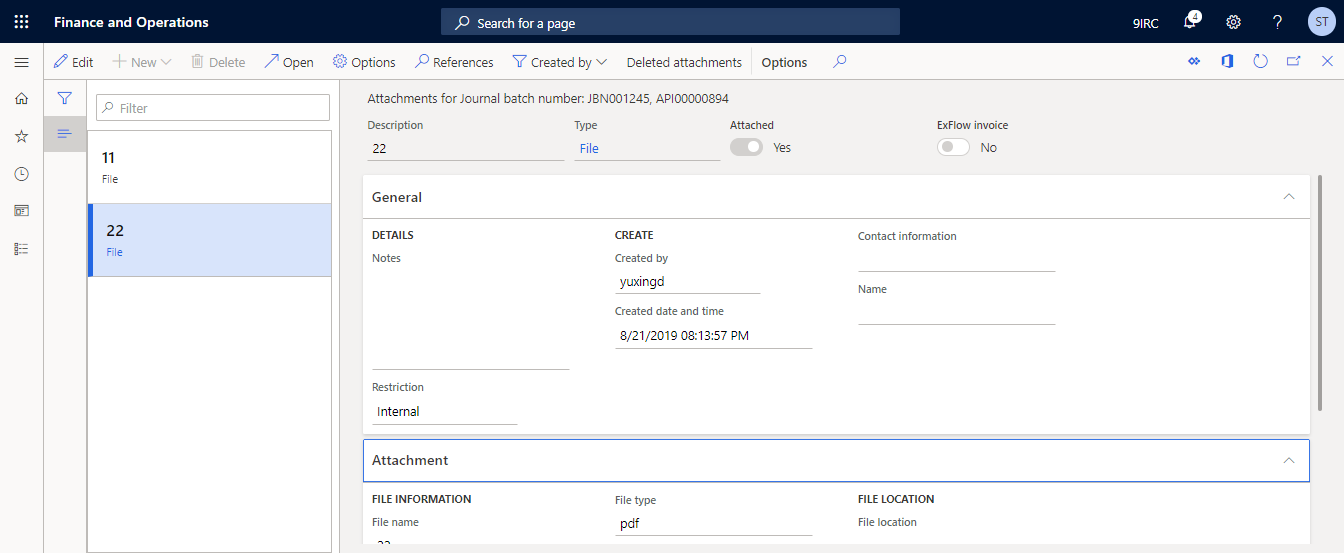 Finance and Operations
Search for a page
9IRC
4
?
ST
Edit
New
Delete
Open
Options
References
Created by
Deleted attachments
Options
Filter
11
File
22
File
Attachments for Journal batch number: JBN001245, API00000894
Description
Type
Attached
ExFlow invoice
22
File
Yes
No
General
DETAILS
CREATE
Contact information
Notes
Created by
yuxingd
Name
Created date and time
8/21/2019 08:13:57 PM
Restriction
Internal
Attachment
FILE INFORMATION
File type
FILE LOCATION
File name
pdf
File location